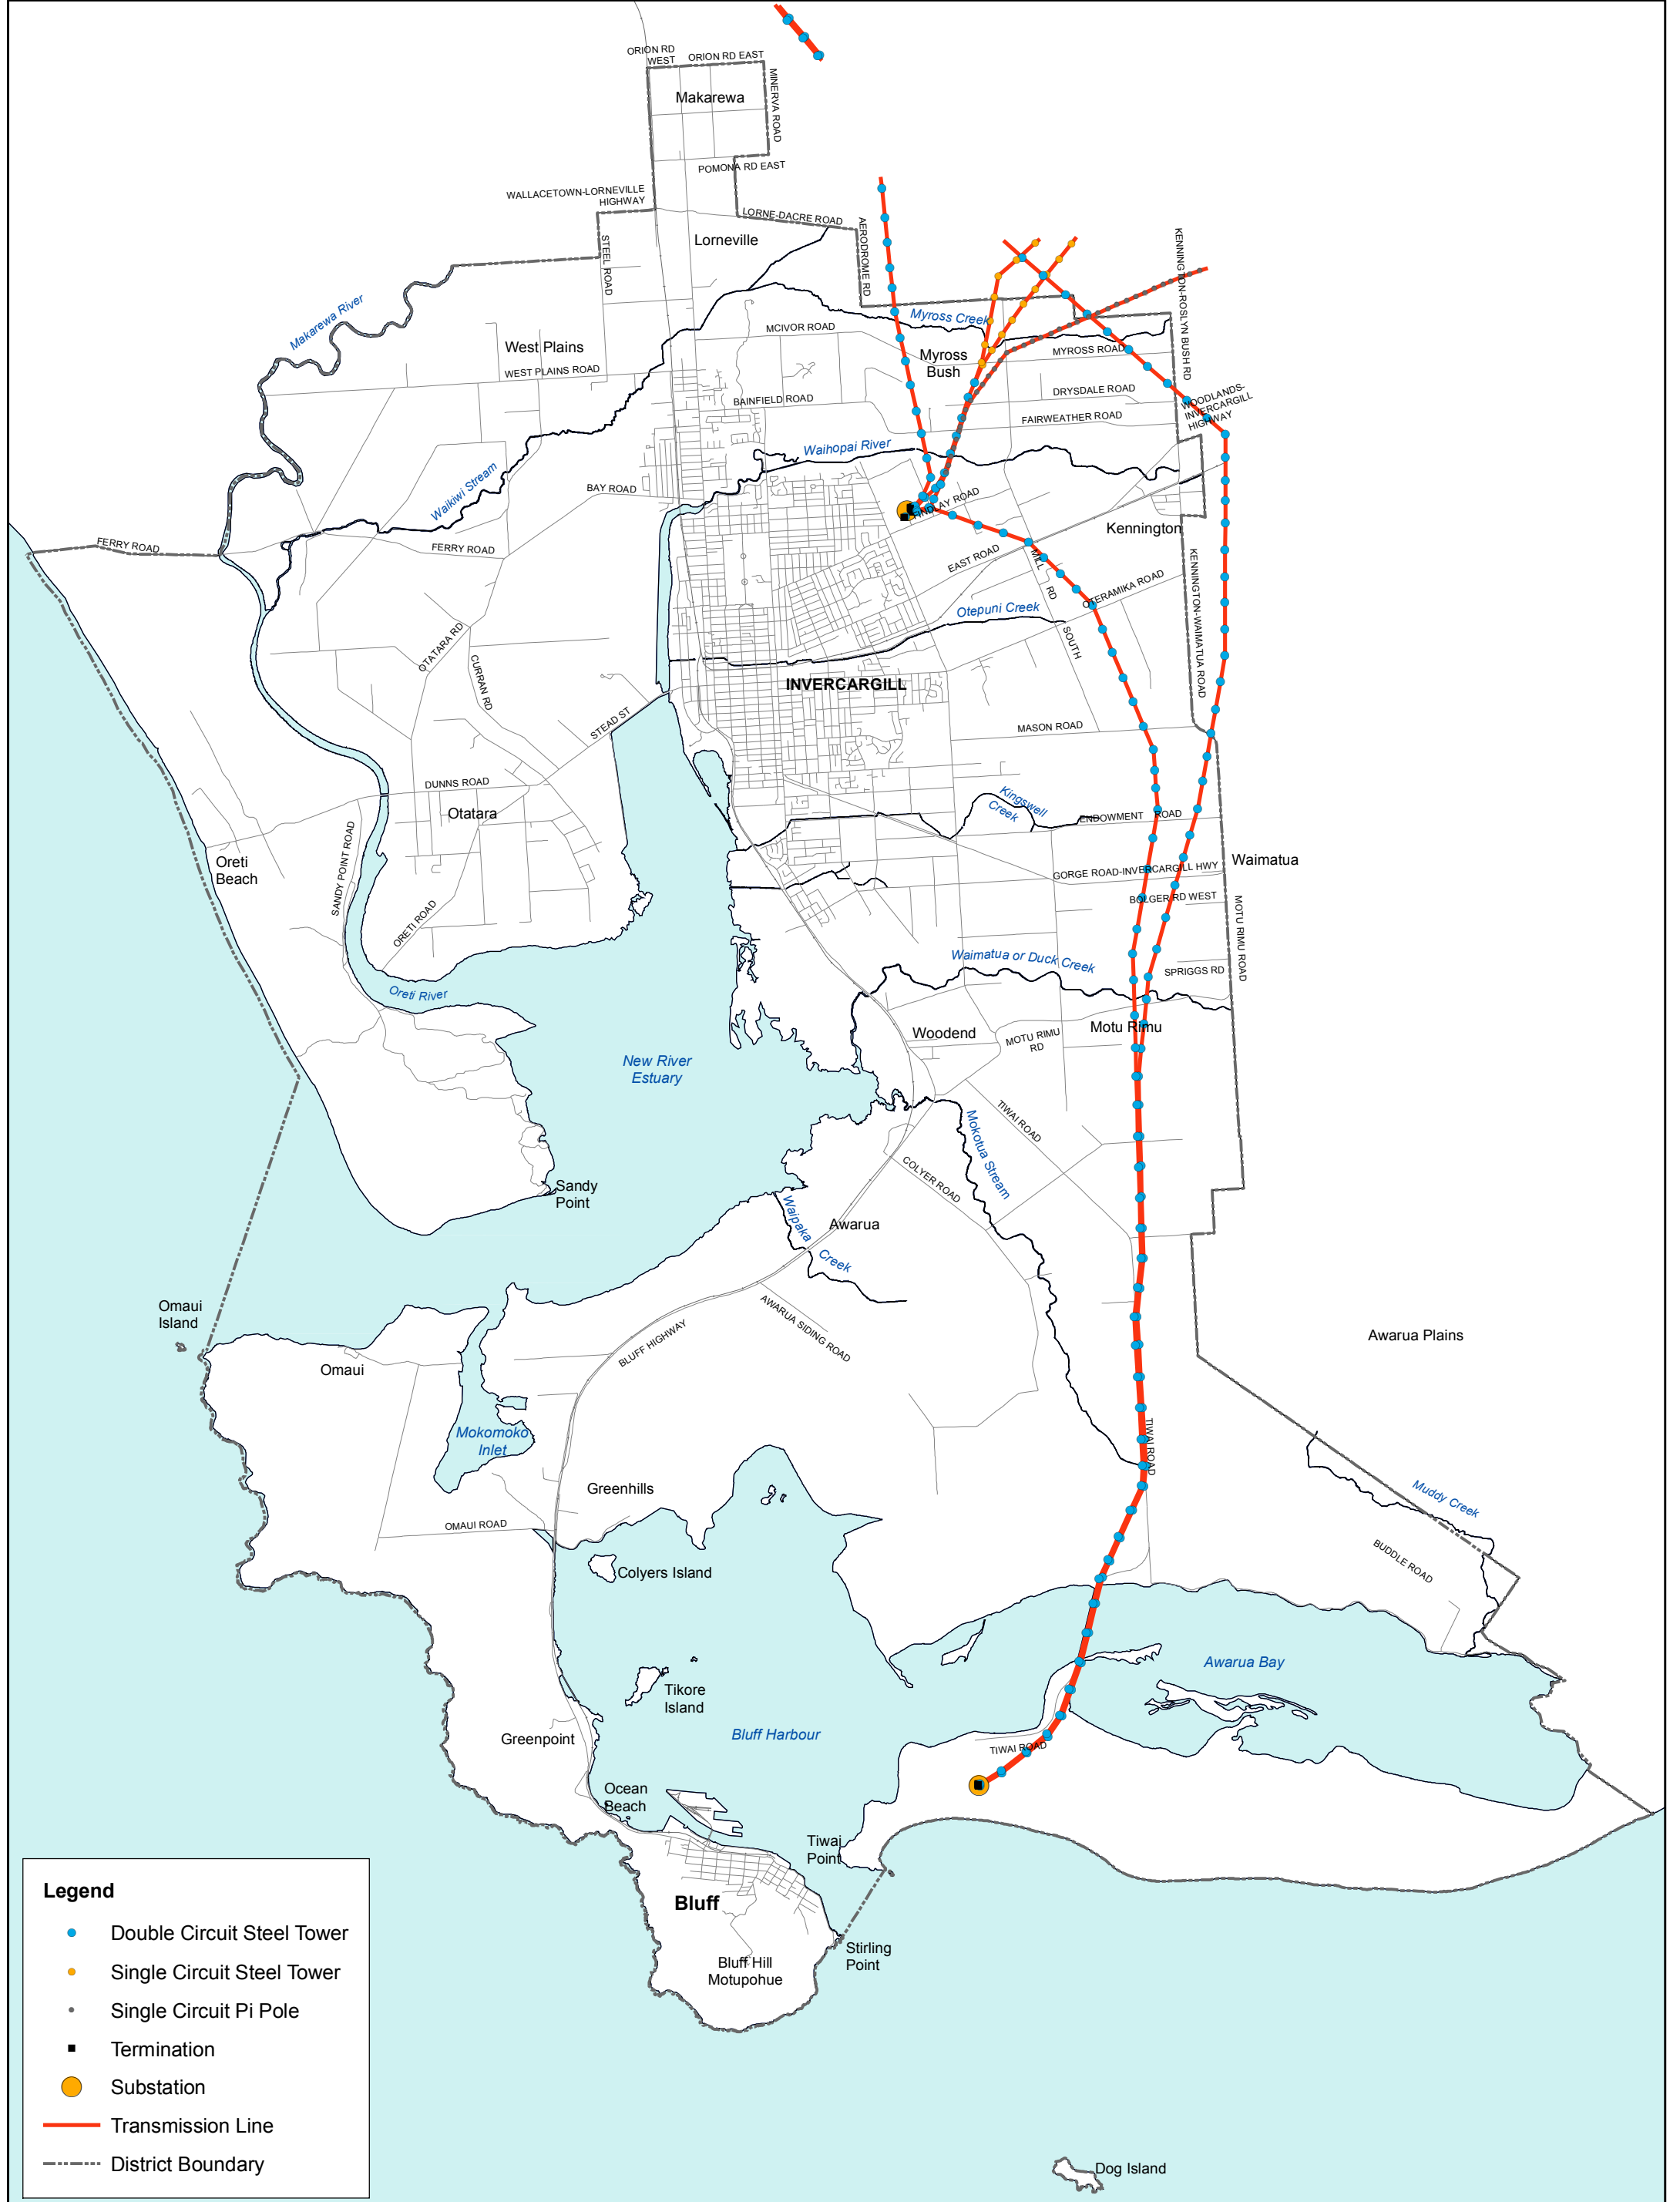 ORION RD
WEST
ORION RD EAST
MINERVA ROAD
Makarewa
POMONA RD EAST
WALLACETOWN-LORNEVILLE
HIGHWAY
LORNE-DACRE ROAD
AERODROME RD
STEEL ROAD
Lorneville
KENNINGTON-ROSLYN BUSH RD
Makarewa River
Myross Creek
MCIVOR ROAD
West Plains
Myross
Bush
MYROSS ROAD
WEST PLAINS ROAD
DRYSDALE ROAD
BAINFIELD ROAD
WOODLANDS-
INVERCARGILL
HIGHWAY
FAIRWEATHER ROAD
Waihopai River
Waikiwi Stream
BAY ROAD
FINDLAY ROAD
Kennington
FERRY ROAD
FERRY ROAD
EAST ROAD
MILL RD
SOUTH
OTERAMIKA ROAD
KENNINGTON-WAIMATUA ROAD
Otepuni Creek
OTATARA RD
CURRAN RD
INVERCARGILL
STEAD ST
MASON ROAD
DUNNS ROAD
Otatara
Kingswell
Creek
ENDOWMENT ROAD
SANDY POINT ROAD
Oreti
Beach
Waimatua
GORGE ROAD-INVERCARGILL HWY
BOLGER RD WEST
ORETI ROAD
MOTU RIMU ROAD
Waimatua or Duck Creek
SPRIGGS RD
Oreti River
Woodend
Motu Rimu
MOTU RIMU
RD
New River
Estuary
TIWAI ROAD
Mokotua Stream
COLYER ROAD
Sandy
Point
Waipaka
Creek
Awarua
Omaui
Island
AWARUA SIDING ROAD
BLUFF HIGHWAY
Awarua Plains
Omaui
Mokomoko
Inlet
TIWAI ROAD
Greenhills
Muddy Creek
OMAUI ROAD
BUDDLE ROAD
Colyers Island
Awarua Bay
Tikore
Island
Bluff Harbour
Greenpoint
TIWAI ROAD
Ocean
Beach
Tiwai
Point
Bluff
Stirling
Point
Bluff Hill
Motupohue
Dog Island
Legend
Double Circuit Steel Tower
Single Circuit Steel Tower
Single Circuit Pi Pole
Termination
Substation
Transmission Line
District Boundary